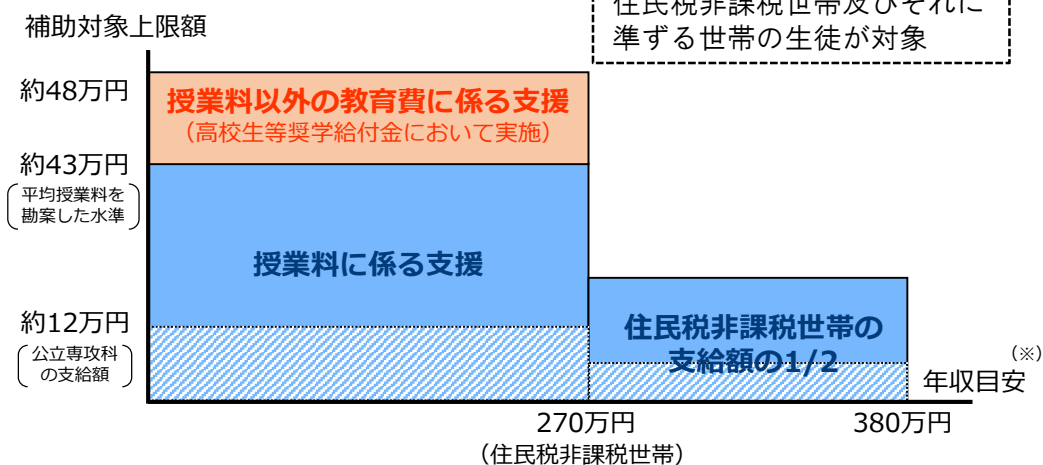 住民税非課税世帯及びそれに
準ずる世帯の生徒が対象
補助対象上限額
約48万円
授業料以外の教育費に係る支援
（高校生等奨学給付金において実施）
約43万円
平均授業料を
勘案した水準
授業料に係る支援
約12万円
公立専攻科
の支給額
住民税非課税世帯の
支給額の1/2
（※）
年収目安
270万円
380万円
（住民税非課税世帯）